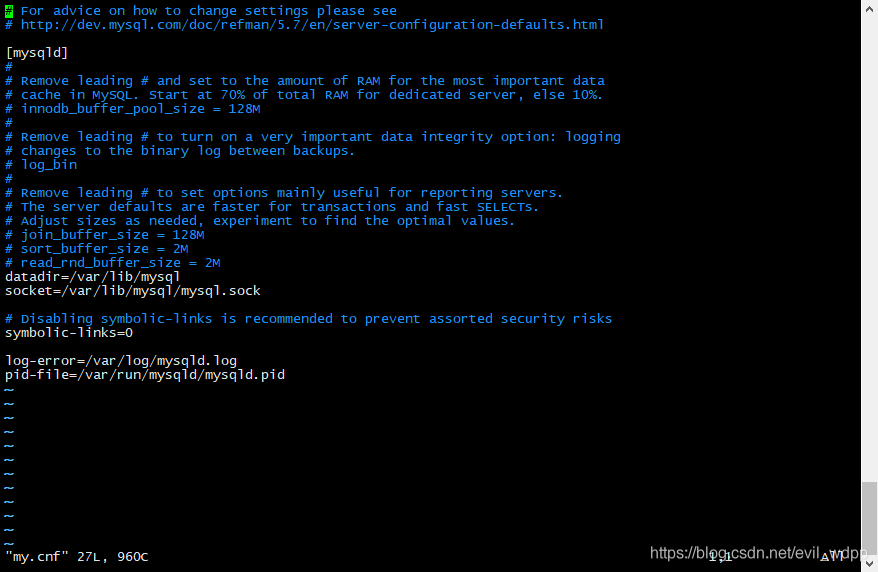 # For advice on how to change settings please see
# http://dev.mysql.com/doc/refman/5.7/en/server-configuration-defaults.html

[mysqld]
#
# Remove leading # and set to the amount of RAM for the most important data
# cache in MySQL. Start at 70% of total RAM for dedicated server, else 10%.
# innodb_buffer_pool_size = 128M
#
# Remove leading # to turn on a very important data integrity option: logging
# changes to the binary log between backups.
# log_bin
#
# Remove leading # to set options mainly useful for reporting servers.
# The server defaults are faster for transactions and fast SELECTs.
# Adjust sizes as needed, experiment to find the optimal values.
# join_buffer_size = 128M
# sort_buffer_size = 2M
# read_rnd_buffer_size = 2M
datadir=/var/lib/mysql
socket=/var/lib/mysql/mysql.sock

# Disabling symbolic-links is recommended to prevent assorted security risks
symbolic-links=0

log-error=/var/log/mysqld.log
pid-file=/var/run/mysqld/mysqld.pid
~
~
~
~
~
~
~
~
~
~
~
~
"my.cnf" 27L, 960C 1,1 All
https://blog.csdn.net/evil_wdpp